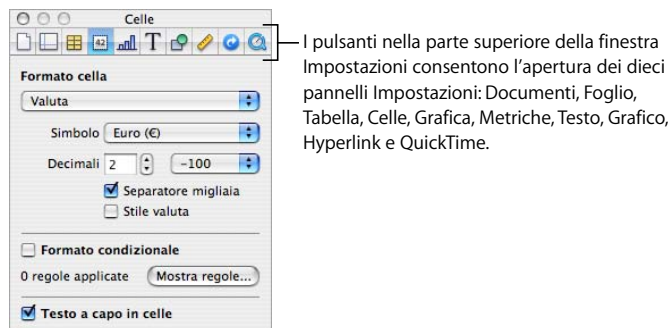 Celle
42
T
Formato cella
Valuta
Simbolo Euro (€)
Decimali 2 -100
Separatore migliaia
Stile valuta
Formato condizionale
0 regole applicate Mostra regole...
Testo a capo in celle
I pulsanti nella parte superiore della finestra
Impostazioni consentono l’apertura dei dieci
pannelli Impostazioni: Documenti, Foglio,
Tabella, Celle, Grafica, Metriche, Testo, Grafico,
Hyperlink e QuickTime.